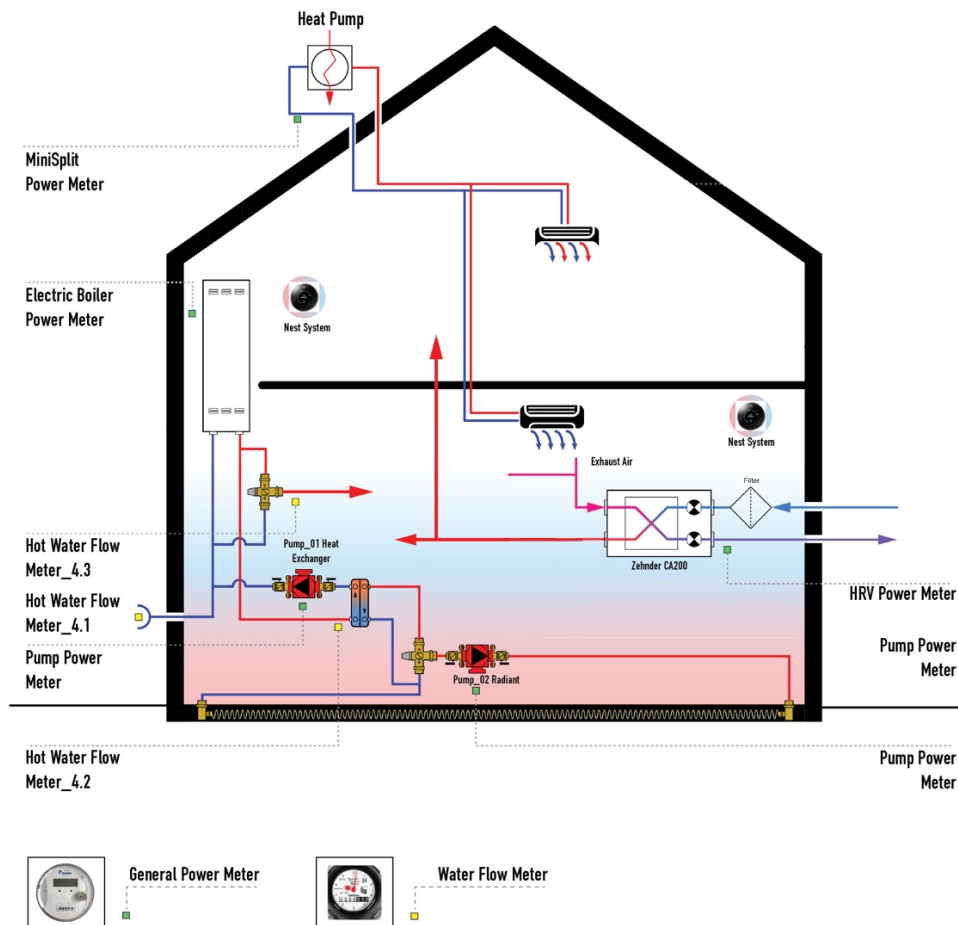 Heat Pump
MiniSplit
Power Meter
Electric Boiler
Power Meter
Nest System
Nest System
Exhaust Air
Filter
Zehnder CA200
Hot Water Flow
Meter_4.3
Pump_01 Heat
Exchanger
HRV Power Meter
Hot Water Flow
Meter_4.1
Pump Power
Meter
Pump_02 Radiant
Pump Power
Meter
Hot Water Flow
Meter_4.2
Pump Power
Meter
General Power Meter
Water Flow Meter